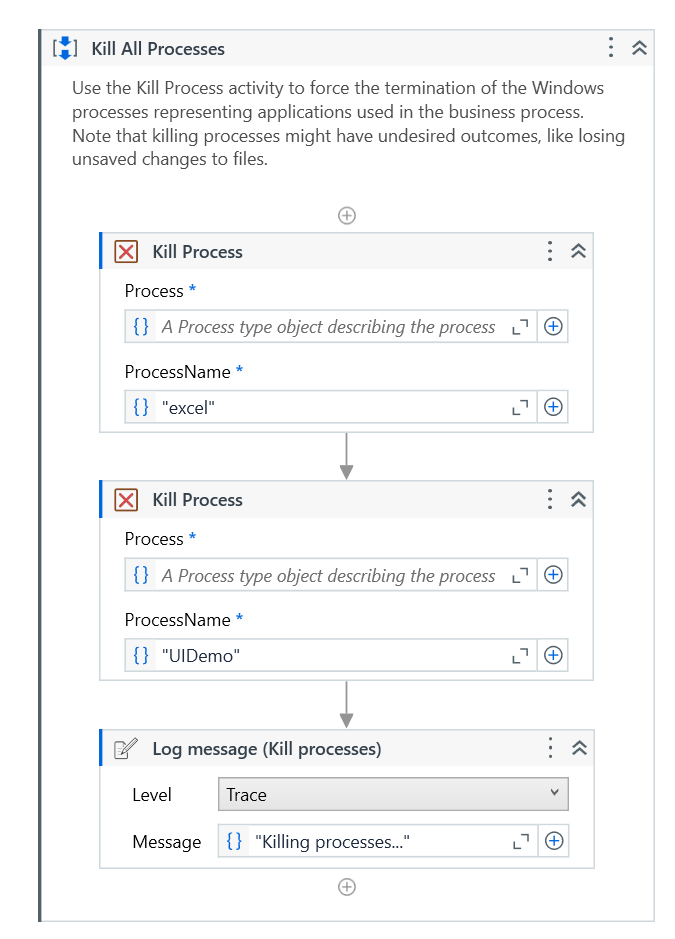 Kill All Processes
Use the Kill Process activity to force the termination of the Windows
processes representing applications used in the business process.
Note that killing processes might have undesired outcomes, like losing
unsaved changes to files.
Kill Process
Process *
{} A Process type object describing the process
ProcessName *
{} "excel"
Kill Process
Process *
{} A Process type object describing the process
ProcessName *
{} "UIDemo"
Log message (Kill processes)
Level Trace
Message {} "Killing processes..."